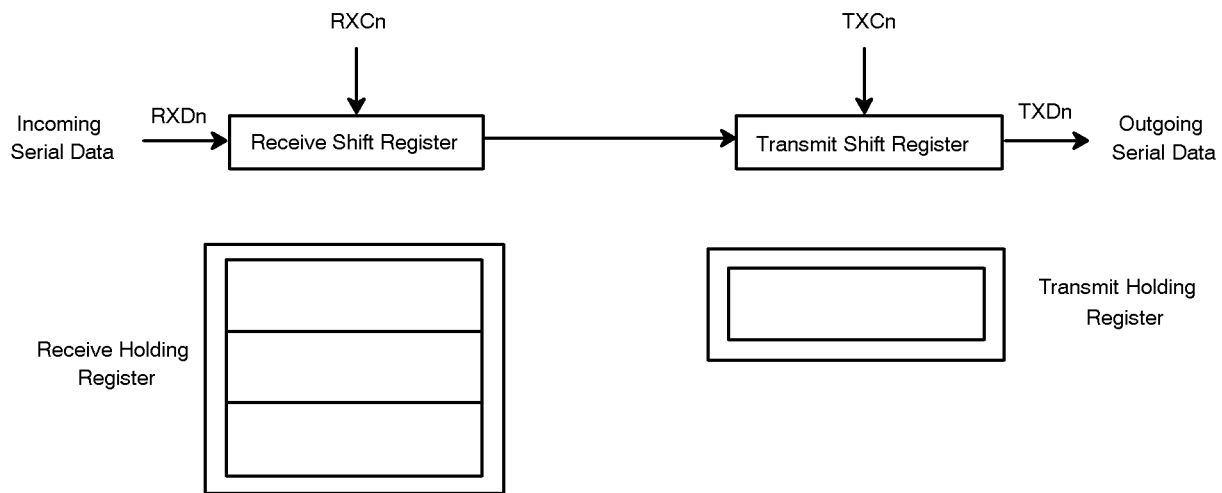 RXCn
TXCn
RXDn
TXDn
Incoming
Serial Data
Receive Shift Register
Transmit Shift Register
Outgoing
Serial Data
Receive Holding
Register
Transmit Holding
Register